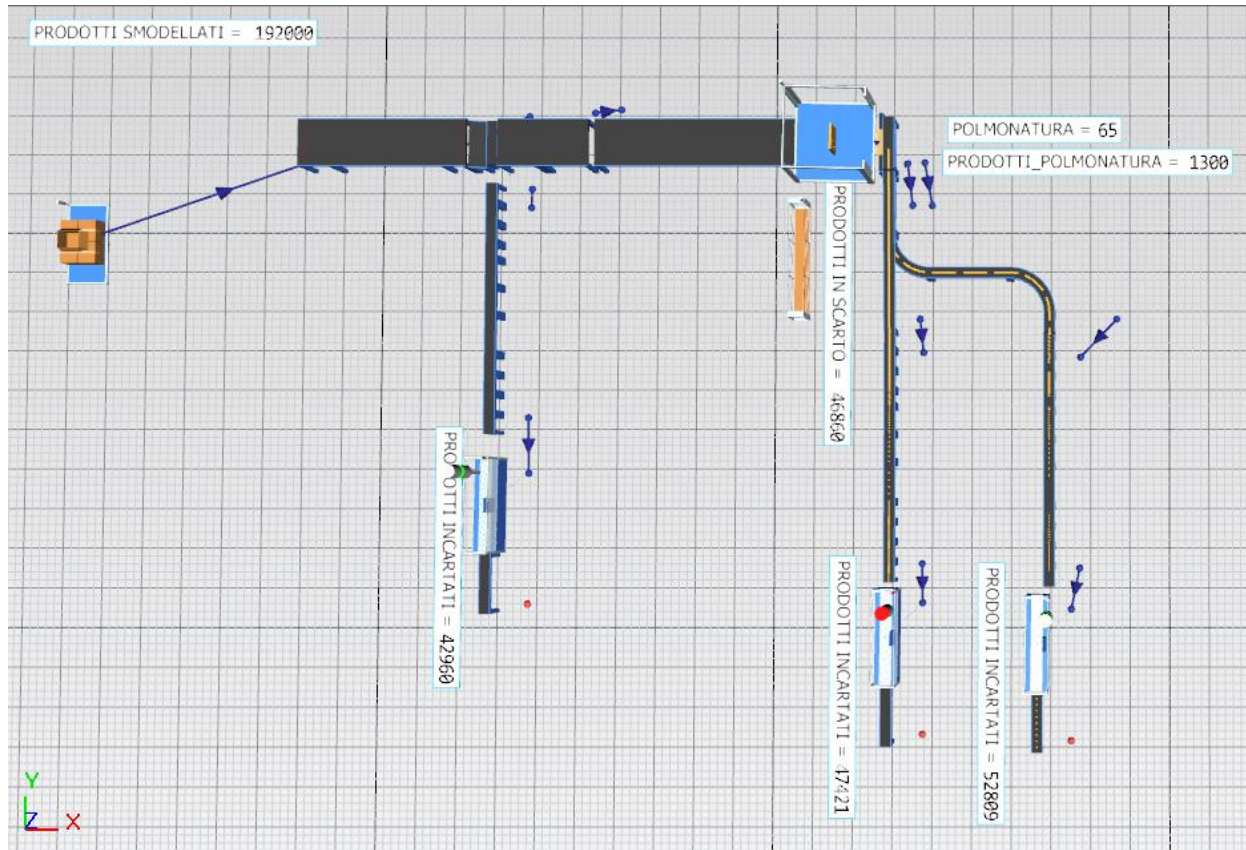 PRODOTTI SMODELLATI = 192000
POLMONATURA = 65
PRODOTTI_POLMONATURA = 1300
PRODOTTI IN SCARTO = 46860
PRODOTTI INCARTATI = 42960
PRODOTTI INCARTATI = 47421
PRODOTTI INCARTATI = 52809
Y
Z X